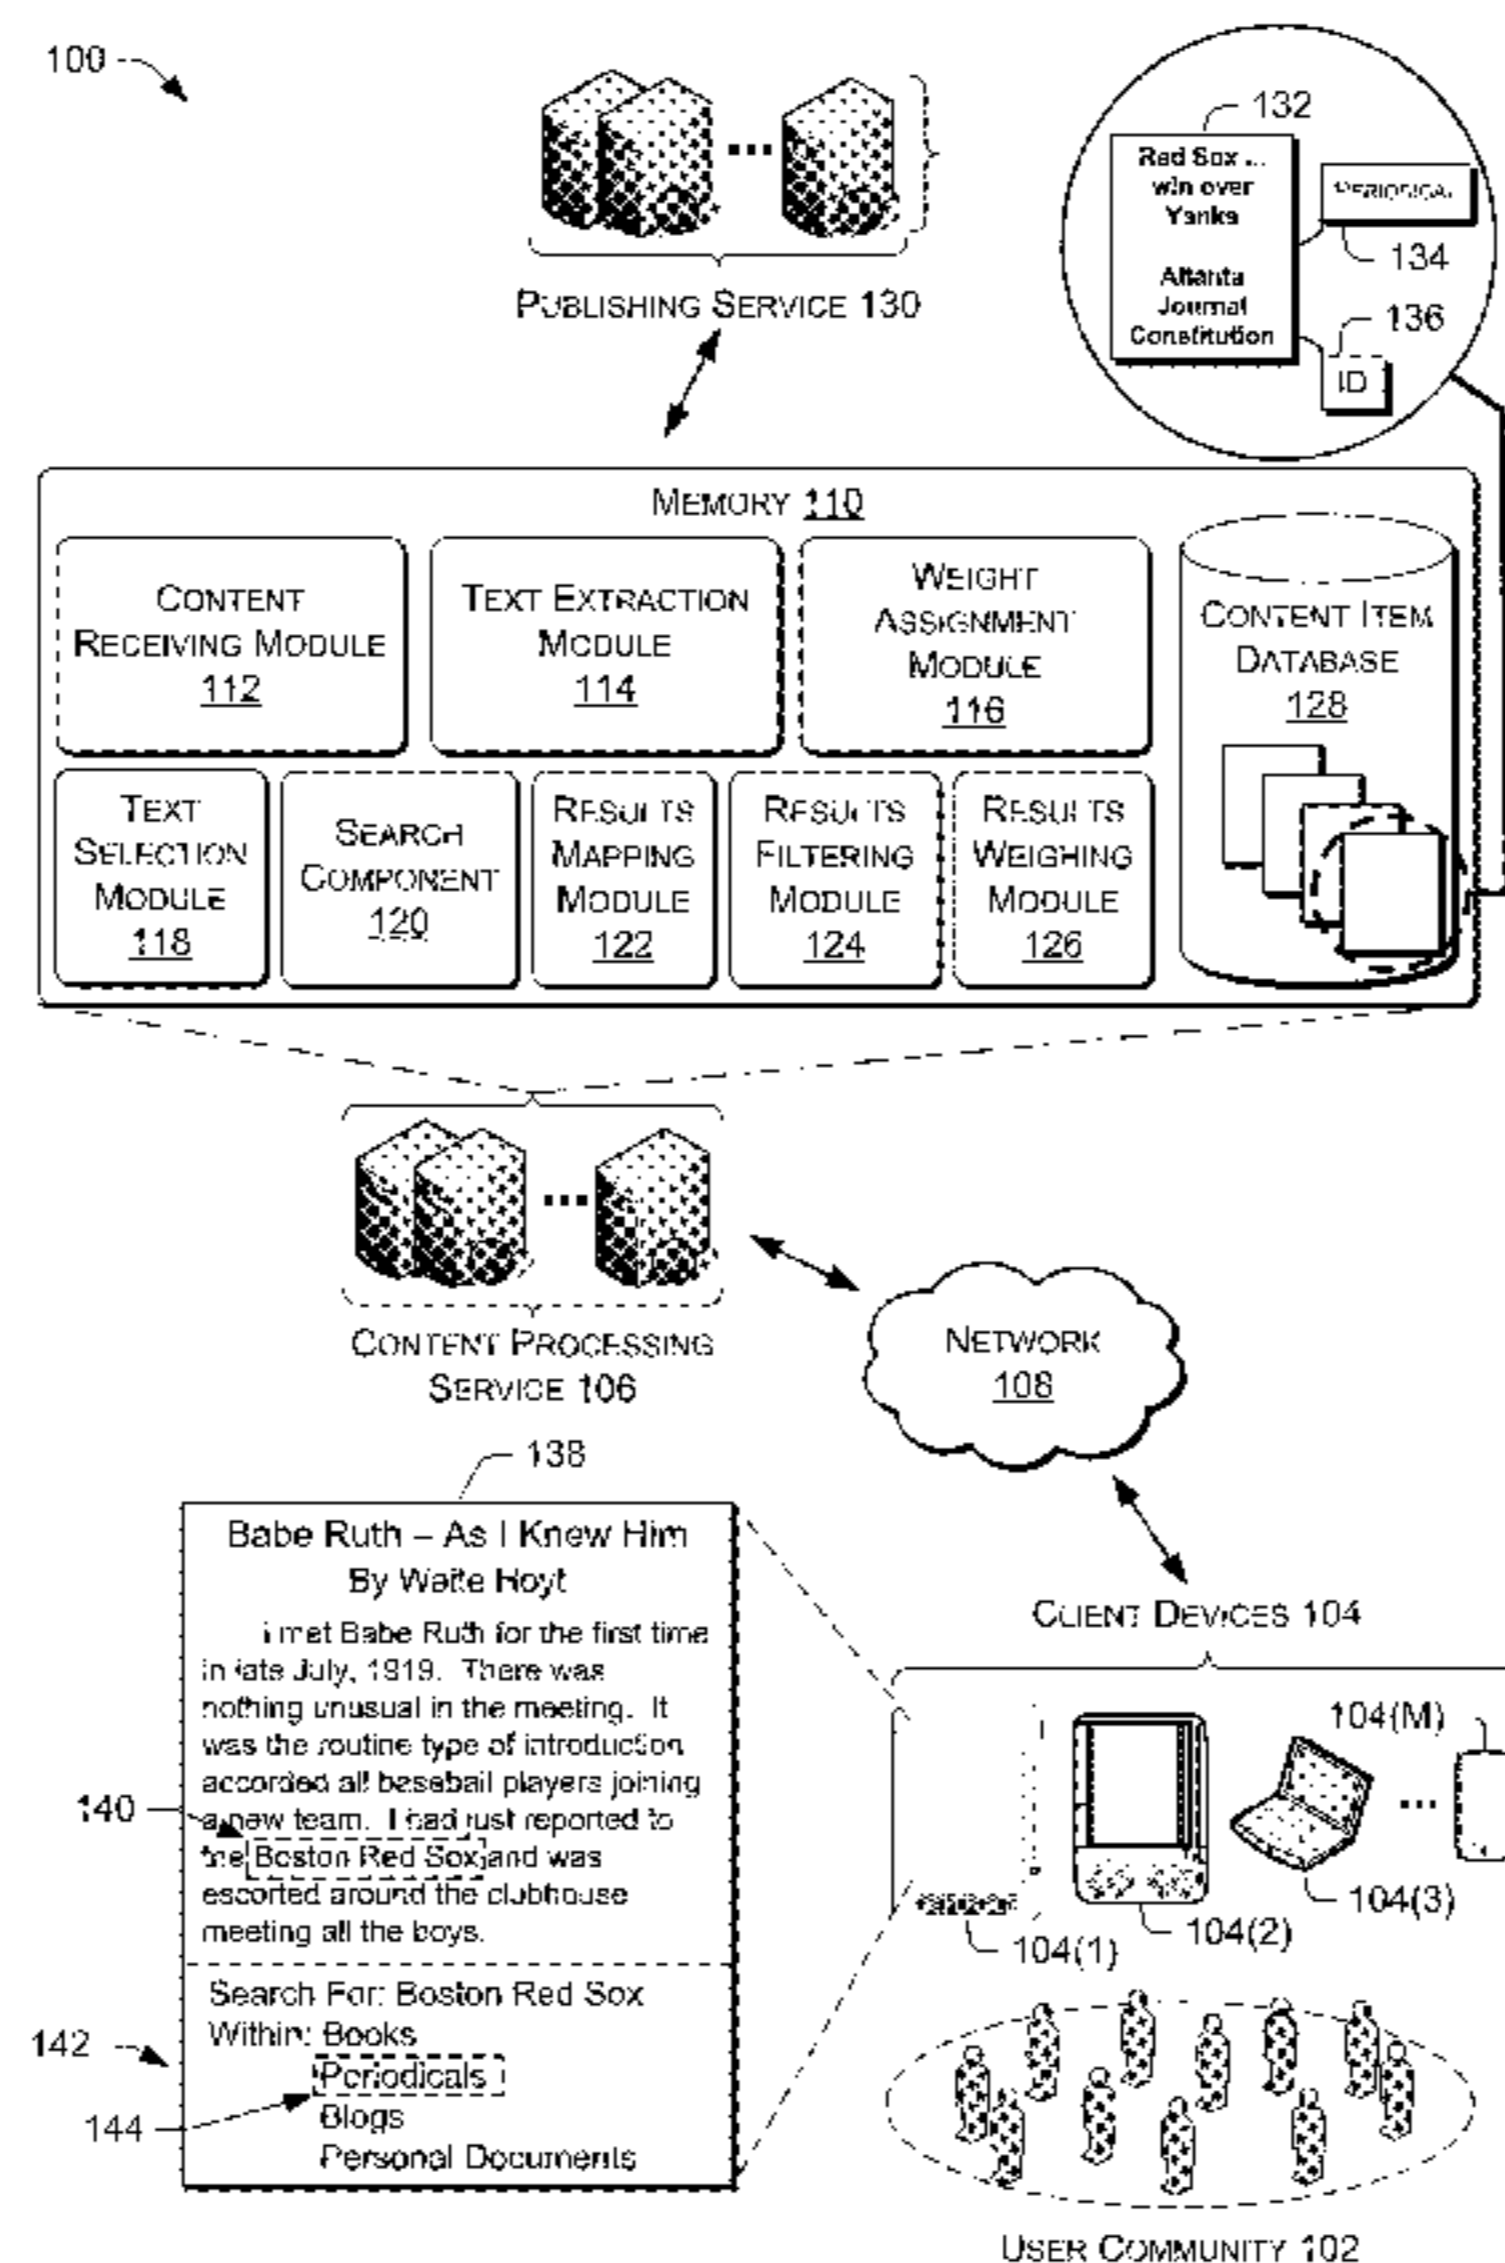 100
132
Red Sox ...
win over
Yanks
Atlanta
Journal
Constitution
PERIODICAL
134
136
ID
PUBLISHING SERVICE 130
MEMORY 110
CONTENT
RECEIVING MODULE
112
TEXT EXTRACTION
MODULE
114
WEIGHT
ASSIGNMENT
MODULE
116
CONTENT ITEM
DATABASE
128
TEXT
SELECTION
MODULE
118
SEARCH
COMPONENT
120
RESULTS
MAPPING
MODULE
122
RESULTS
FILTERING
MODULE
124
RESULTS
WEIGHING
MODULE
126
CONTENT PROCESSING
SERVICE 106
NETWORK
108
138
Babe Ruth – As I Knew Him
By Waite Hoyt
I met Babe Ruth for the first time
in late July, 1919. There was
nothing unusual in the meeting. It
was the routine type of introduction
accorded all baseball players joining
a new team. I had just reported to
the Boston Red Sox and was
escorted around the clubhouse
meeting all the boys.
140
Search For: Boston Red Sox
Within: Books
Periodicals
Blogs
Personal Documents
142
144
CLIENT DEVICES 104
104(M)
104(3)
104(2)
104(1)
USER COMMUNITY 102